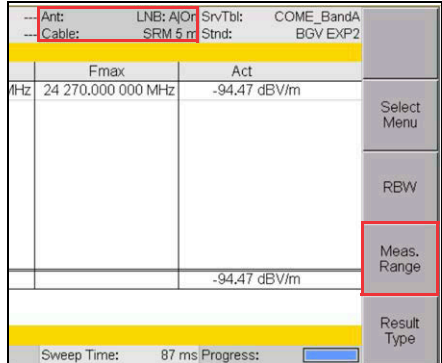 --- Ant: LNB: A|On SrvTbl: COME_BandA
--- Cable: SRM 5 m Stnd: BGV EXP2
Fmax Act
MHz 24 270.000 000 MHz -94.47 dBV/m
-94.47 dBV/m
Sweep Time: 87 ms Progress:
Select
Menu
RBW
Meas.
Range
Result
Type